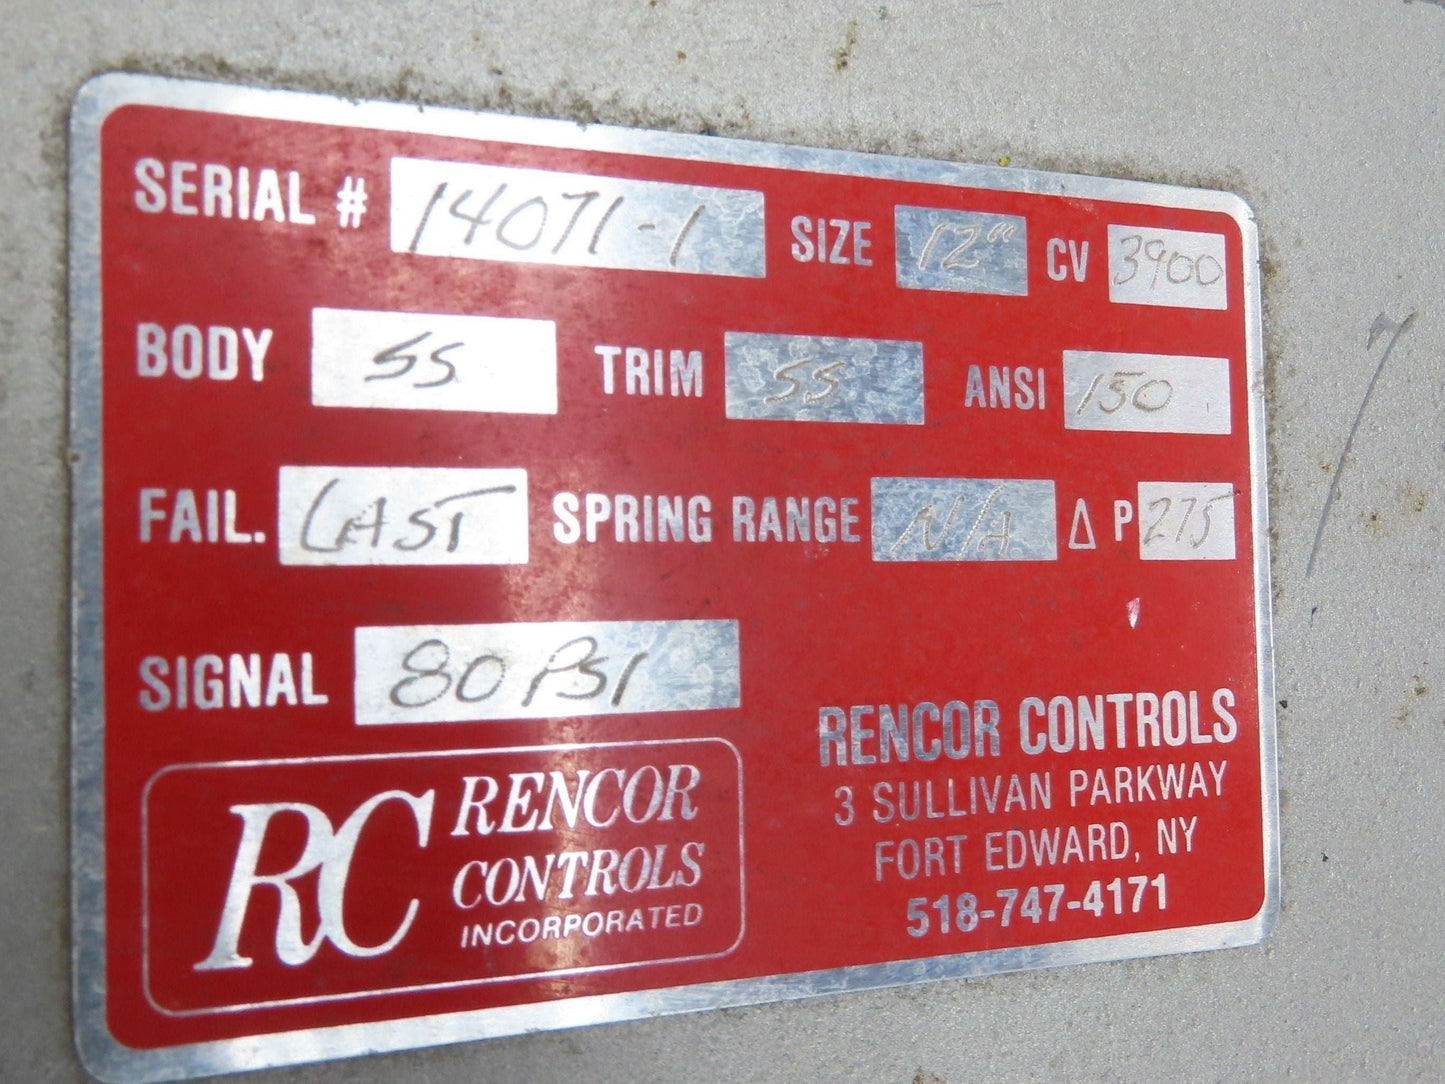 SERIAL # 14071-1 SIZE 12" CV 3900
BODY SS TRIM SS ANSI 150
FAIL. LAST SPRING RANGE N/A Δ P 275
SIGNAL 80 PSI
RC RENCOR
CONTROLS
INCORPORATED
RENCOR CONTROLS
3 SULLIVAN PARKWAY
FORT EDWARD, NY
518-747-4171